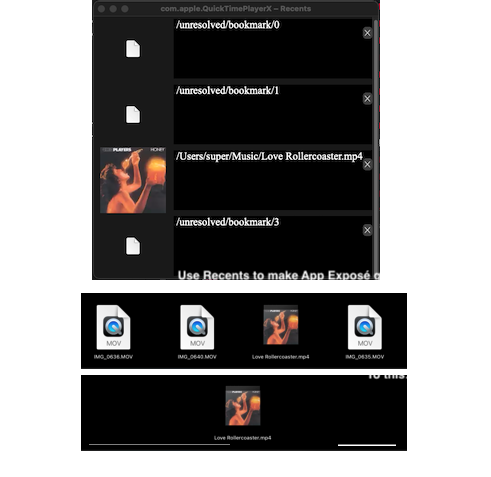 com.apple.QuickTimePlayerX – Recents
/unresolved/bookmark/0
/unresolved/bookmark/1
PLAYERS HONEY
/Users/super/Music/Love Rollercoaster.mp4
/unresolved/bookmark/3
Use Recents to make App Exposé g
MOV MOV MOV
IMG_0636.MOV IMG_0640.MOV Love Rollercoaster.mp4 IMG_0635.MOV
To this.
Love Rollercoaster.mp4